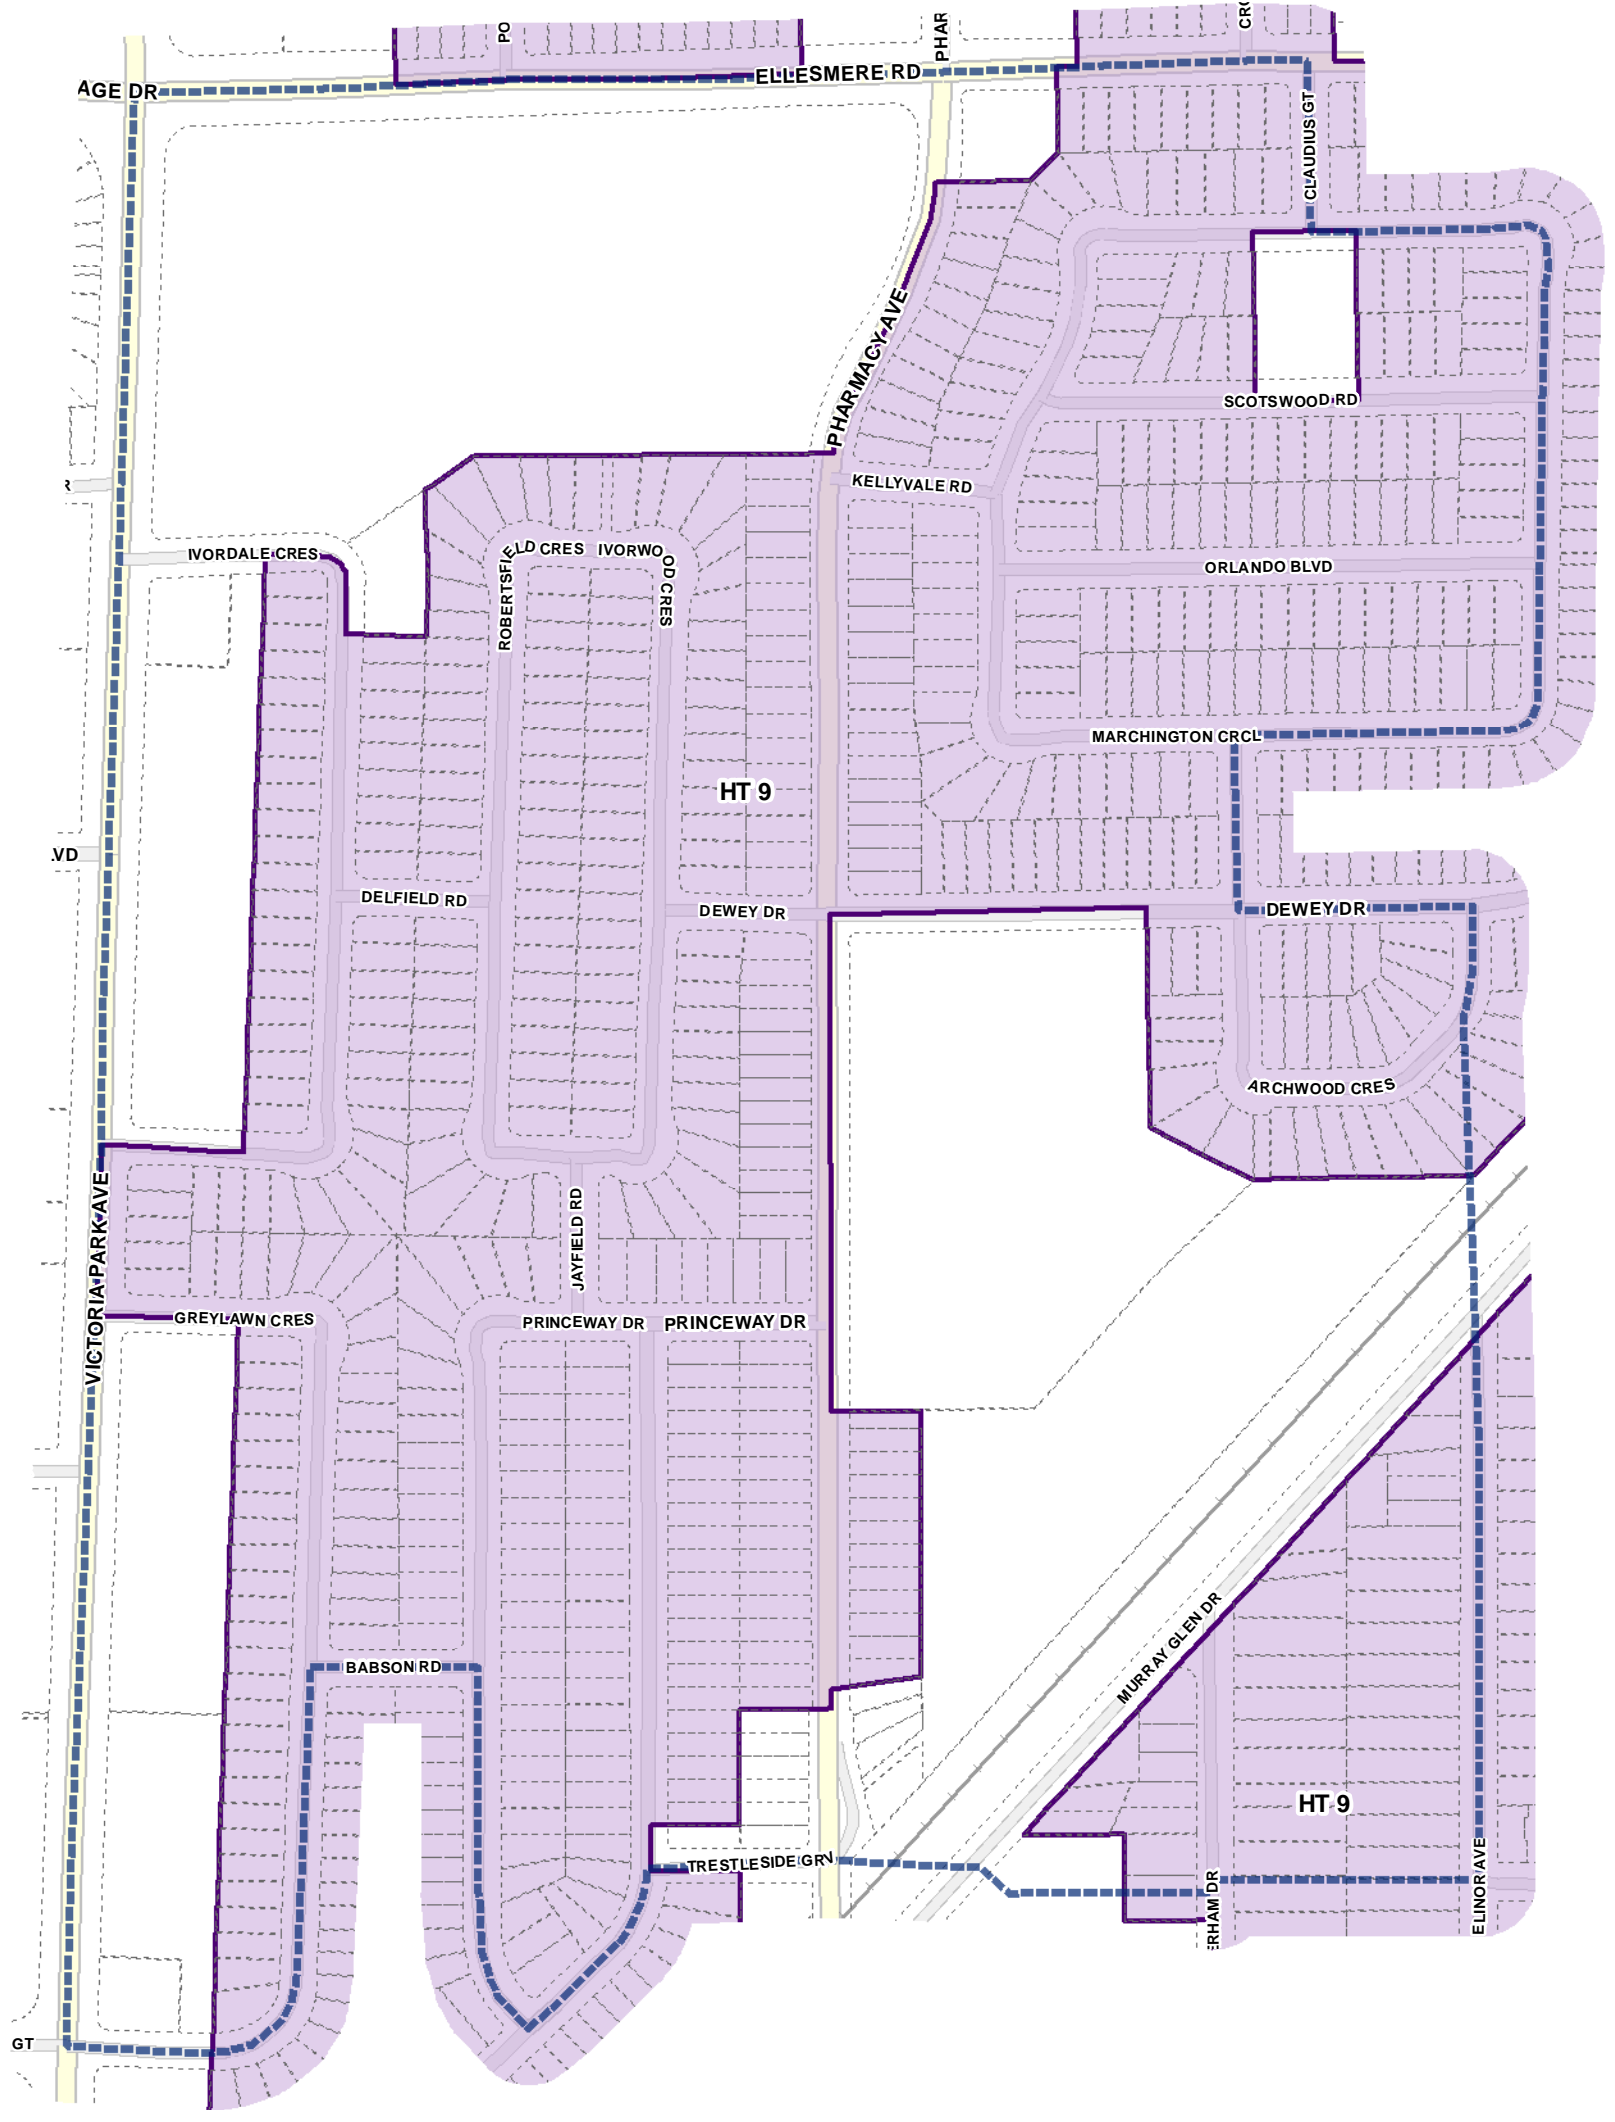 PO
PHAR
CRC
AGE DR
ELLESMERE RD
CLAUDIUS GT
PHARMACY AVE
SCOTSWOOD RD
KELLYVALE RD
R
IVORDALE CRES
ROBERTSFIELD CRES
IVORWOOD CRES
ORLANDO BLVD
MARCHINGTON CRCL
HT 9
.VD
DELFIELD RD
DEWEY DR
DEWEY DR
ARCHWOOD CRES
VICTORIA PARK AVE
JAYFIELD RD
GREYLAWN CRES
PRINCEWAY DR
PRINCEWAY DR
MURRAY GLEN DR
BABSON RD
HT 9
TRESTLESIDE GRV
ERHAM DR
ELINOR AVE
GT